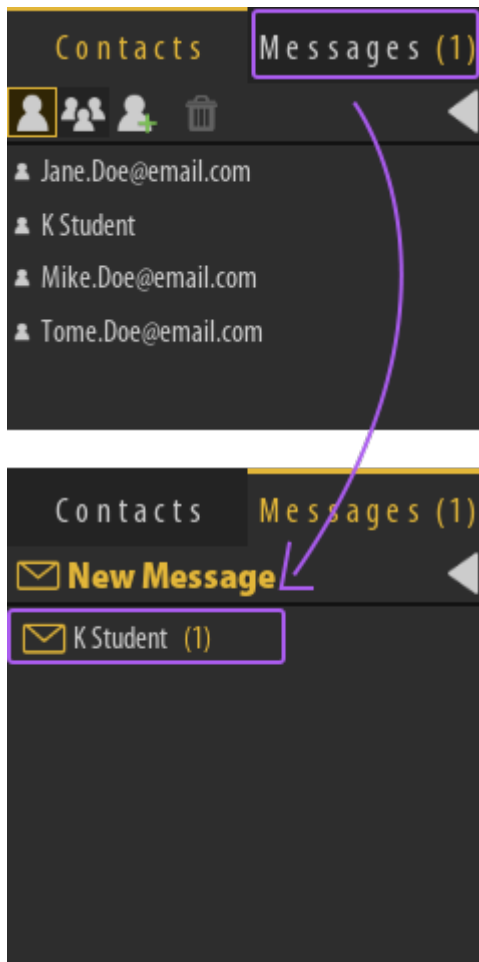 Contacts Messages (1)
Jane.Doe@email.com
K Student
Mike.Doe@email.com
Tome.Doe@email.com
Contacts Messages (1)
New Message
K Student (1)